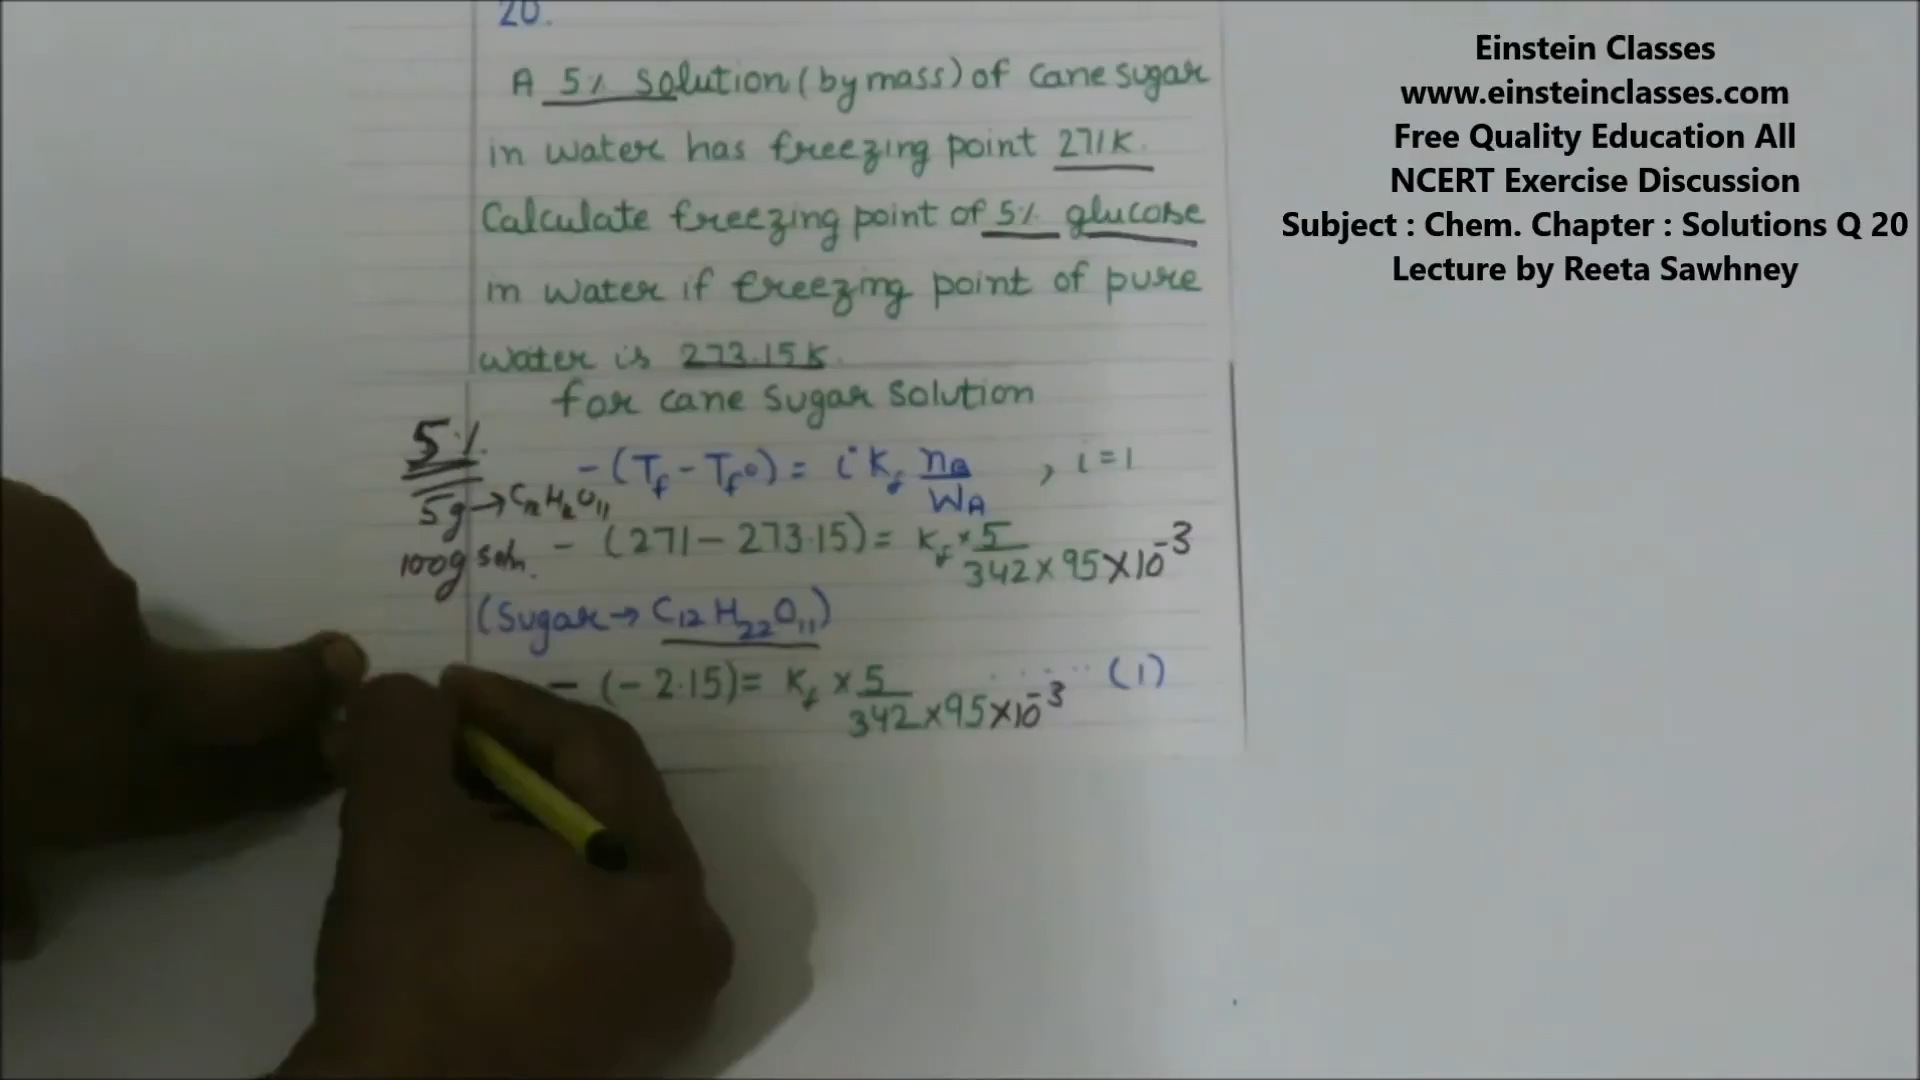 20.
A 5% solution (by mass) of cane sugar
in water has freezing point 271K.
Calculate freezing point of 5% glucose
in water if freezing point of pure
water is 273.15K.
for cane sugar solution
5%
-(Tf - Tf°) = i Kf nB/WA , i = 1
5g → C12H22O11
100g soln.
- (271 - 273.15) = Kf × 5/342 × 95 × 10⁻³
(Sugar → C12H22O11)
- (-2.15) = Kf × 5/342 × 95 × 10⁻³ ...... (1)
Einstein Classes
www.einsteinclasses.com
Free Quality Education All
NCERT Exercise Discussion
Subject : Chem. Chapter : Solutions Q 20
Lecture by Reeta Sawhney